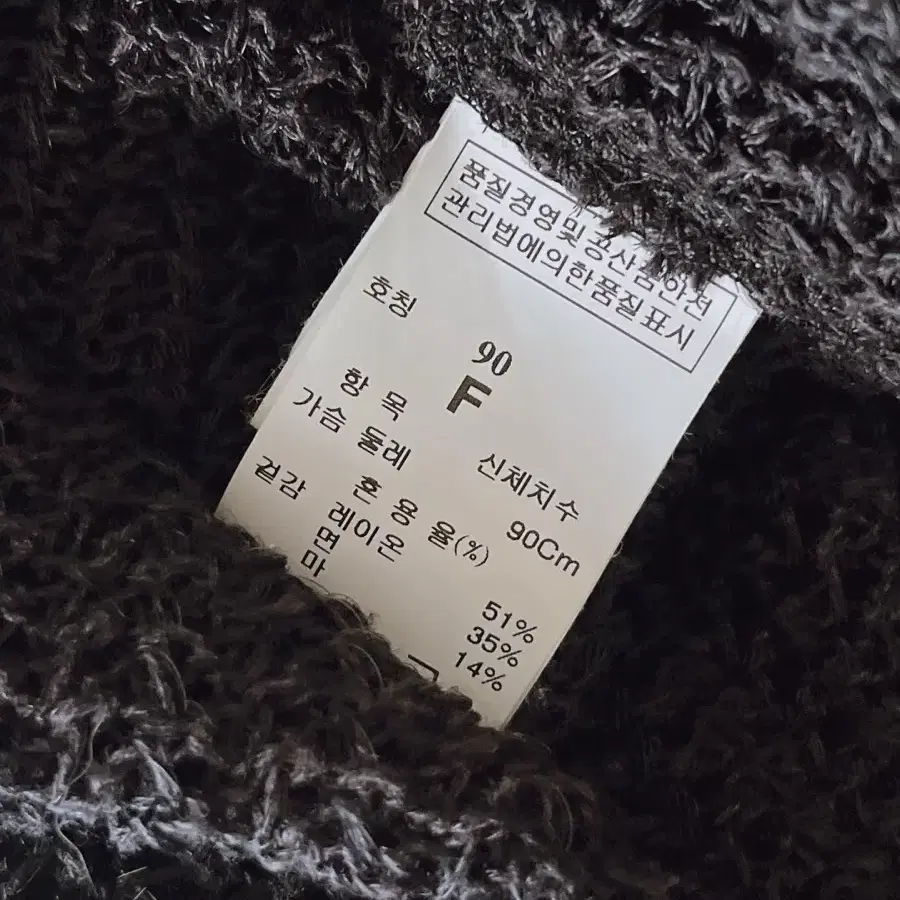 품질경영및공산품안전
관리법에의한품질표시
호칭
90
F
항 목 신체치수
가슴 둘레 90Cm
겉감 혼 용 율(%)
레이온 51%
면 35%
마 14%